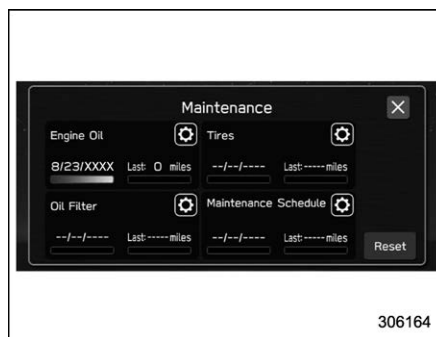 Maintenance
Engine Oil
Tires
8/23/XXXX Last: 0 miles
--/--/---- Last:-----miles
Oil Filter
Maintenance Schedule
--/--/---- Last:-----miles
--/--/---- Last:-----miles
Reset
306164